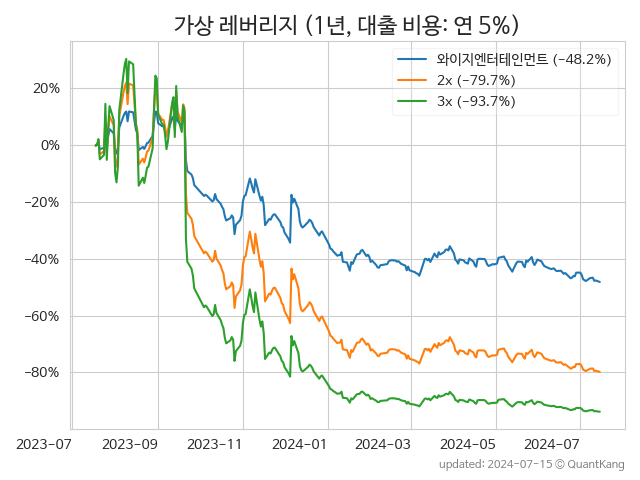 가상 레버리지 (1년, 대출 비용: 연 5%)
와이지엔터테인먼트 (−48.2%)
2x (−79.7%)
3x (−93.7%)
20%
0%
−20%
−40%
−60%
−80%
2023-07
2023-09
2023-11
2024-01
2024-03
2024-05
2024-07
updated: 2024-07-15 © QuantKang